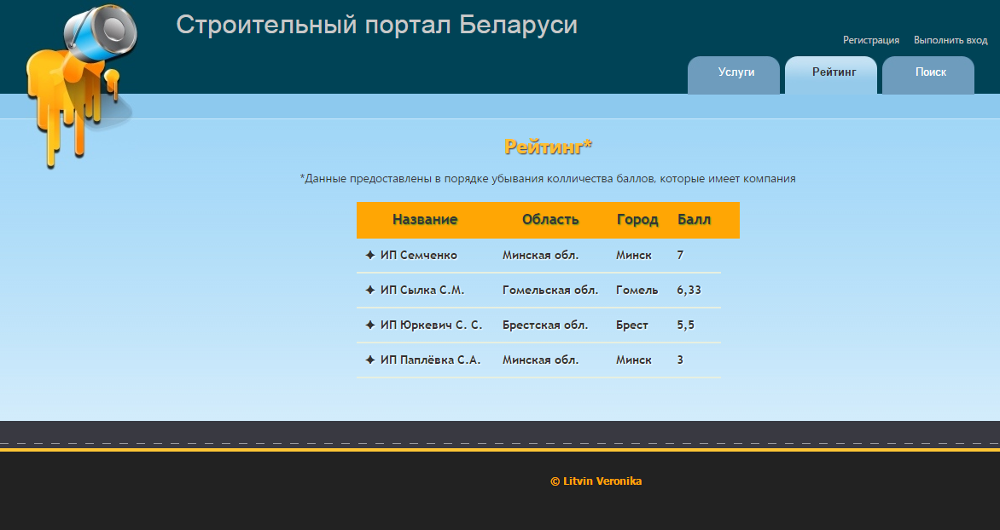 Строительный портал Беларуси
Регистрация Выполнить вход
Услуги Рейтинг Поиск
Рейтинг*
*Данные предоставлены в порядке убывания колличества баллов, которые имеет компания
Название Область Город Балл
✦ ИП Семченко Минская обл. Минск 7
✦ ИП Сылка С.М. Гомельская обл. Гомель 6,33
✦ ИП Юркевич С. С. Брестская обл. Брест 5,5
✦ ИП Паплёвка С.А. Минская обл. Минск 3
© Litvin Veronika